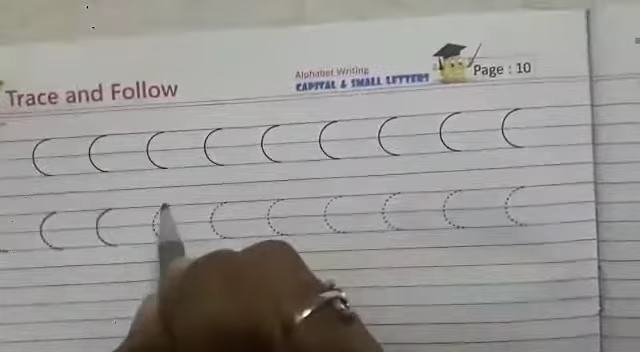 Trace and Follow
Alphabet Writing
CAPITAL & SMALL LETTERS
Page : 10
C C C C C C C C C
C C C C C C C C C